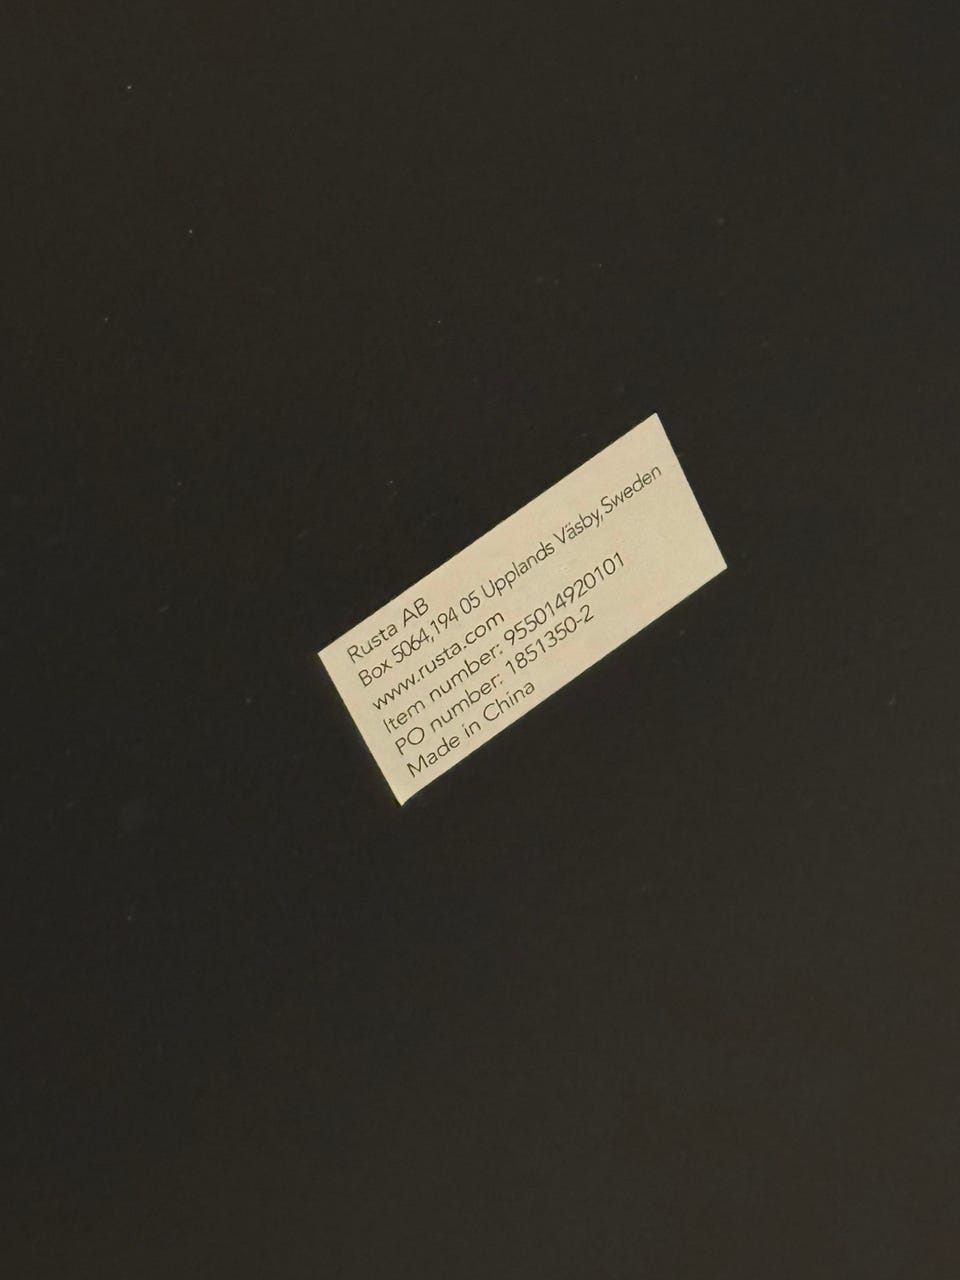 Rusta AB
Box 5064,194 05 Upplands Väsby,Sweden
www.rusta.com
Item number: 955014920101
PO number: 1851350-2
Made in China